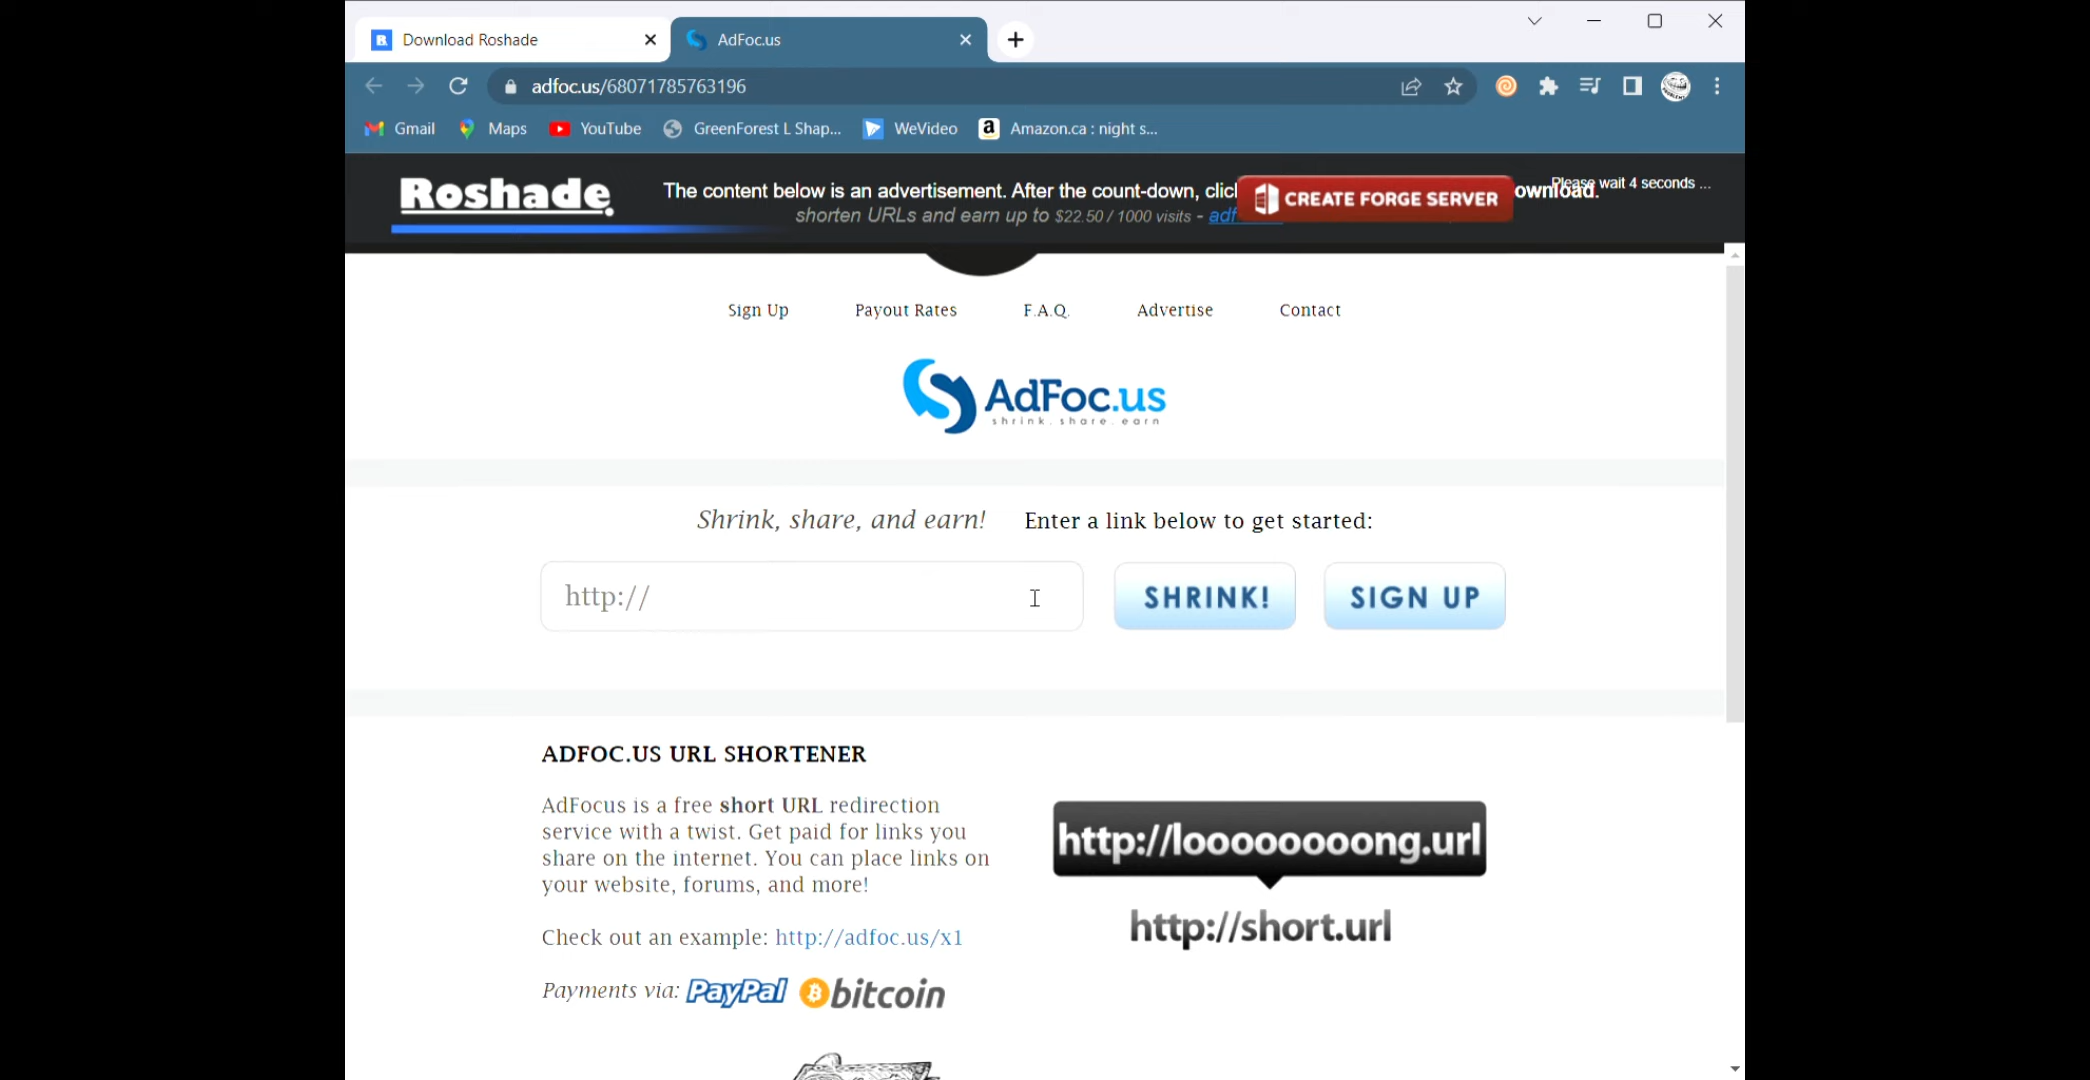 Download Roshade
AdFoc.us
adfoc.us/68071785763196
Gmail
Maps
YouTube
GreenForest L Shap...
WeVideo
Amazon.ca : night s...
Roshade.
The content below is an advertisement. After the count-down, clic
CREATE FORGE SERVER
ownload.
Please wait 4 seconds ...
shorten URLs and earn up to $22.50 / 1000 visits - adf
Sign Up
Payout Rates
F.A.Q.
Advertise
Contact
AdFoc.us
shrink. share. earn
Shrink, share, and earn!
Enter a link below to get started:
http://
SHRINK!
SIGN UP
ADFOC.US URL SHORTENER
AdFocus is a free short URL redirection
service with a twist. Get paid for links you
share on the internet. You can place links on
your website, forums, and more!
http://loooooooong.url
http://short.url
Check out an example: http://adfoc.us/x1
Payments via: PayPal bitcoin